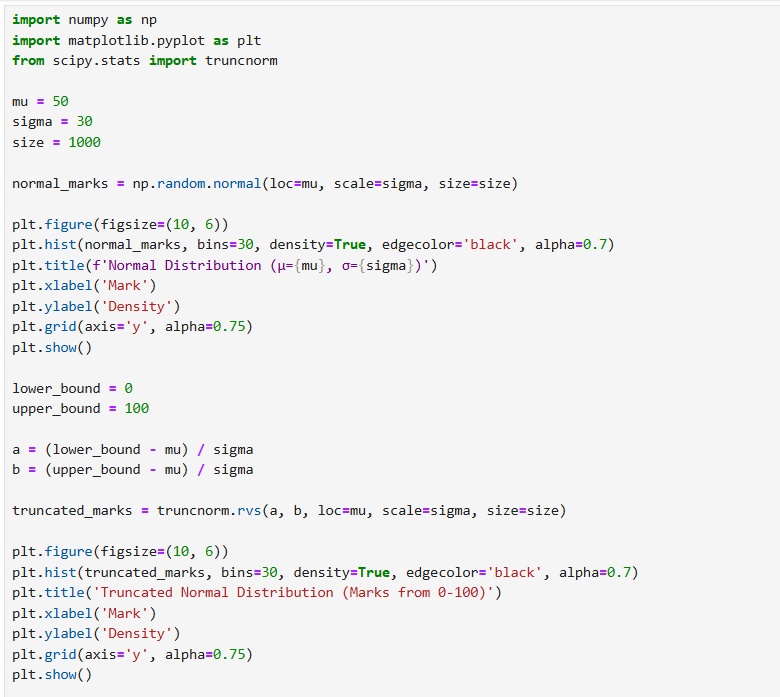 import numpy as np
import matplotlib.pyplot as plt
from scipy.stats import truncnorm

mu = 50
sigma = 30
size = 1000

normal_marks = np.random.normal(loc=mu, scale=sigma, size=size)

plt.figure(figsize=(10, 6))
plt.hist(normal_marks, bins=30, density=True, edgecolor='black', alpha=0.7)
plt.title(f'Normal Distribution (μ={mu}, σ={sigma})')
plt.xlabel('Mark')
plt.ylabel('Density')
plt.grid(axis='y', alpha=0.75)
plt.show()

lower_bound = 0
upper_bound = 100

a = (lower_bound - mu) / sigma
b = (upper_bound - mu) / sigma

truncated_marks = truncnorm.rvs(a, b, loc=mu, scale=sigma, size=size)

plt.figure(figsize=(10, 6))
plt.hist(truncated_marks, bins=30, density=True, edgecolor='black', alpha=0.7)
plt.title('Truncated Normal Distribution (Marks from 0-100)')
plt.xlabel('Mark')
plt.ylabel('Density')
plt.grid(axis='y', alpha=0.75)
plt.show()